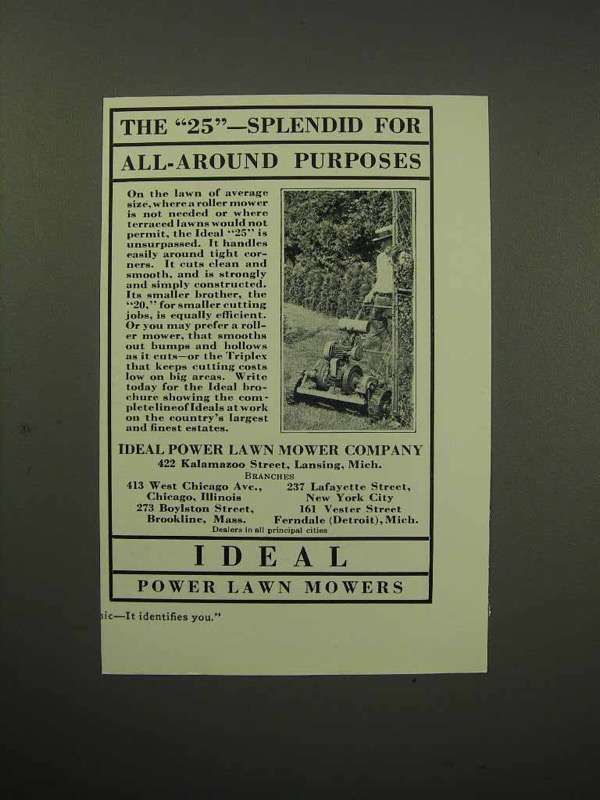 THE "25"—SPLENDID FOR
ALL-AROUND PURPOSES
On the lawn of average
size, where a roller mower
is not needed or where
terraced lawns would not
permit, the Ideal "25" is
unsurpassed. It handles
easily around tight cor-
ners. It cuts clean and
smooth, and is strongly
and simply constructed.
Its smaller brother, the
"20," for smaller cutting
jobs, is equally efficient.
Or you may prefer a roll-
er mower, that smooths
out bumps and hollows
as it cuts—or the Triplex
that keeps cutting costs
low on big areas. Write
today for the Ideal bro-
chure showing the com-
plete line of Ideals at work
on the country's largest
and finest estates.
IDEAL POWER LAWN MOWER COMPANY
422 Kalamazoo Street, Lansing, Mich.
BRANCHES
413 West Chicago Ave.,
Chicago, Illinois
237 Lafayette Street,
New York City
273 Boylston Street,
Brookline, Mass.
161 Vester Street
Ferndale (Detroit), Mich.
Dealers in all principal cities
IDEAL
POWER LAWN MOWERS
sic—It identifies you."